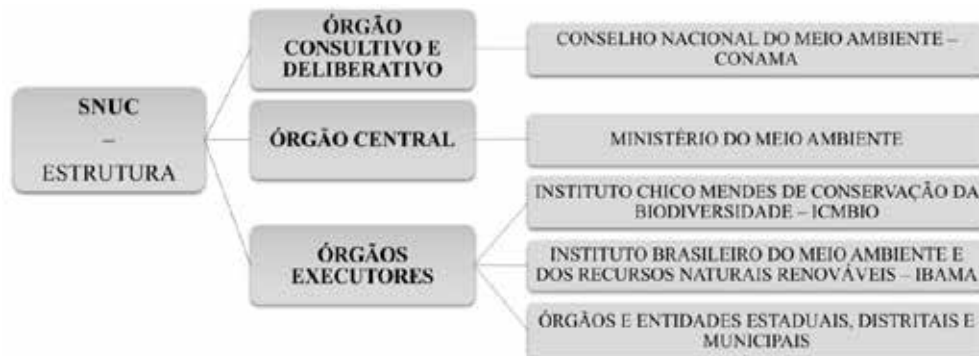 SNUC
–
ESTRUTURA
ÓRGÃO
CONSULTIVO E
DELIBERATIVO
CONSELHO NACIONAL DO MEIO AMBIENTE –
CONAMA
ÓRGÃO CENTRAL
MINISTÉRIO DO MEIO AMBIENTE
ÓRGÃOS
EXECUTORES
INSTITUTO CHICO MENDES DE CONSERVAÇÃO DA
BIODIVERSIDADE – ICMBIO
INSTITUTO BRASILEIRO DO MEIO AMBIENTE E
DOS RECURSOS NATURAIS RENOVÁVEIS – IBAMA
ÓRGÃOS E ENTIDADES ESTADUAIS, DISTRITAIS E
MUNICIPAIS